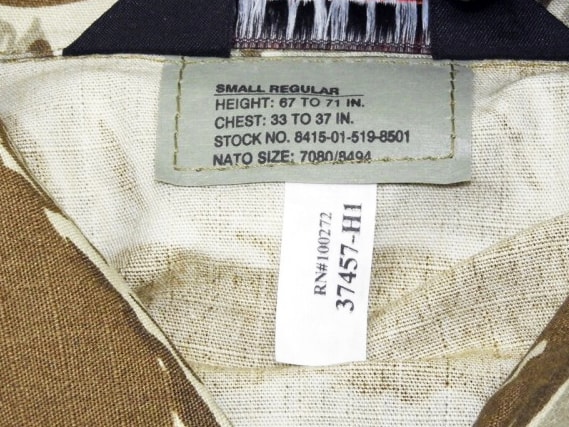 SMALL REGULAR
HEIGHT: 67 TO 71 IN.
CHEST: 33 TO 37 IN.
STOCK NO. 8415-01-519-8501
NATO SIZE: 7080/8494
RN#100272
37457-H1